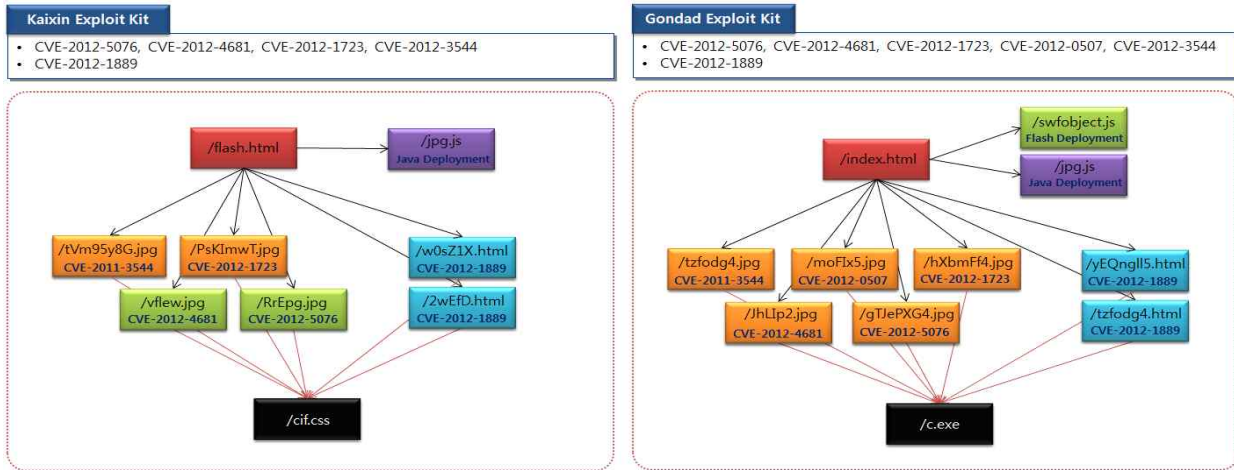 Kaixin Exploit Kit
• CVE-2012-5076, CVE-2012-4681, CVE-2012-1723, CVE-2012-3544
• CVE-2012-1889
/flash.html
/jpg.js
Java Deployment
/tVm95y8G.jpg
CVE-2011-3544
/PsKImwT.jpg
CVE-2012-1723
/w0sZ1X.html
CVE-2012-1889
/vflew.jpg
CVE-2012-4681
/RrEpg.jpg
CVE-2012-5076
/2wEfD.html
CVE-2012-1889
/cif.css
Gondad Exploit Kit
• CVE-2012-5076, CVE-2012-4681, CVE-2012-1723, CVE-2012-0507, CVE-2012-3544
• CVE-2012-1889
/swfobject.js
Flash Deployment
/index.html
/jpg.js
Java Deployment
/tzfodg4.jpg
CVE-2011-3544
/moFIx5.jpg
CVE-2012-0507
/hXbmFf4.jpg
CVE-2012-1723
/yEQngIl5.html
CVE-2012-1889
/JhLIp2.jpg
CVE-2012-4681
/gTJePXG4.jpg
CVE-2012-5076
/tzfodg4.html
CVE-2012-1889
/c.exe